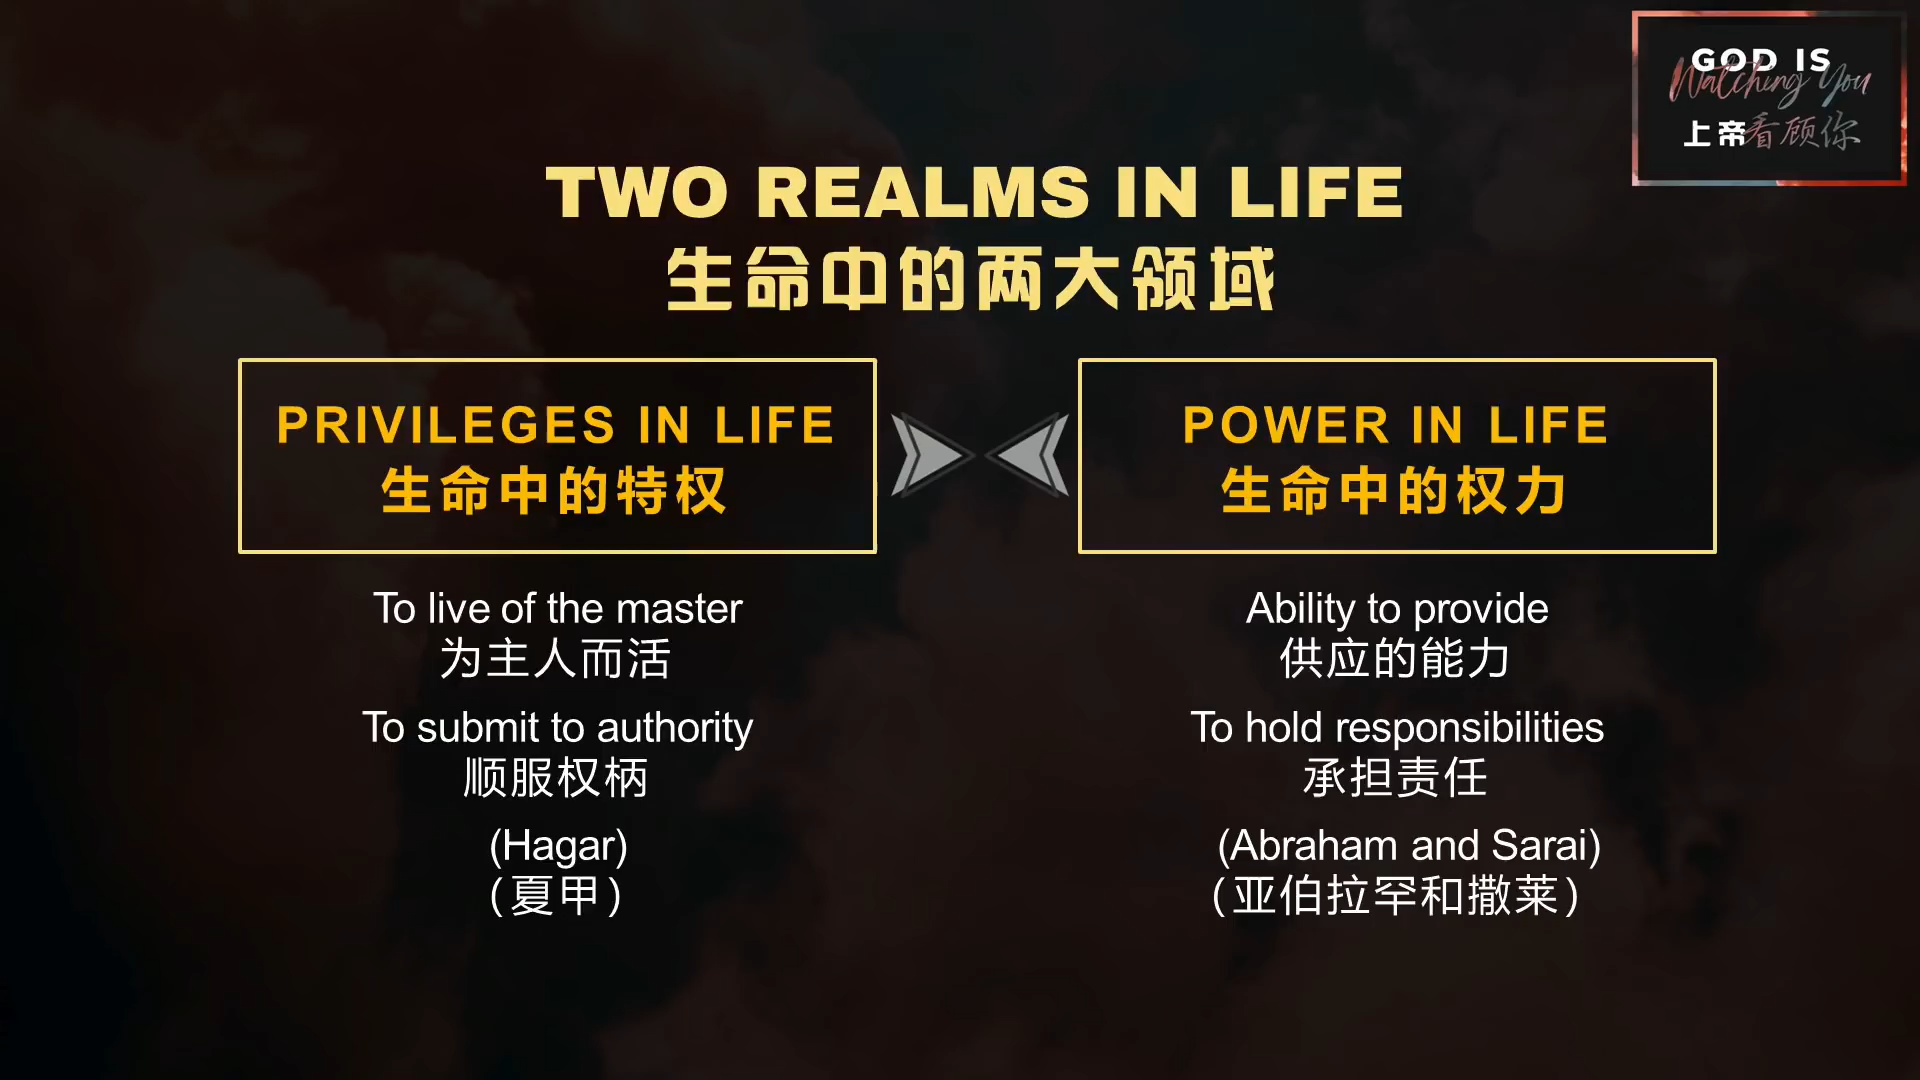 GOD IS
Watching You
上帝看顾你
TWO REALMS IN LIFE
生命中的两大领域
PRIVILEGES IN LIFE
生命中的特权
To live of the master
为主人而活
To submit to authority
顺服权柄
(Hagar)
（夏甲）
POWER IN LIFE
生命中的权力
Ability to provide
供应的能力
To hold responsibilities
承担责任
(Abraham and Sarai)
（亚伯拉罕和撒莱）